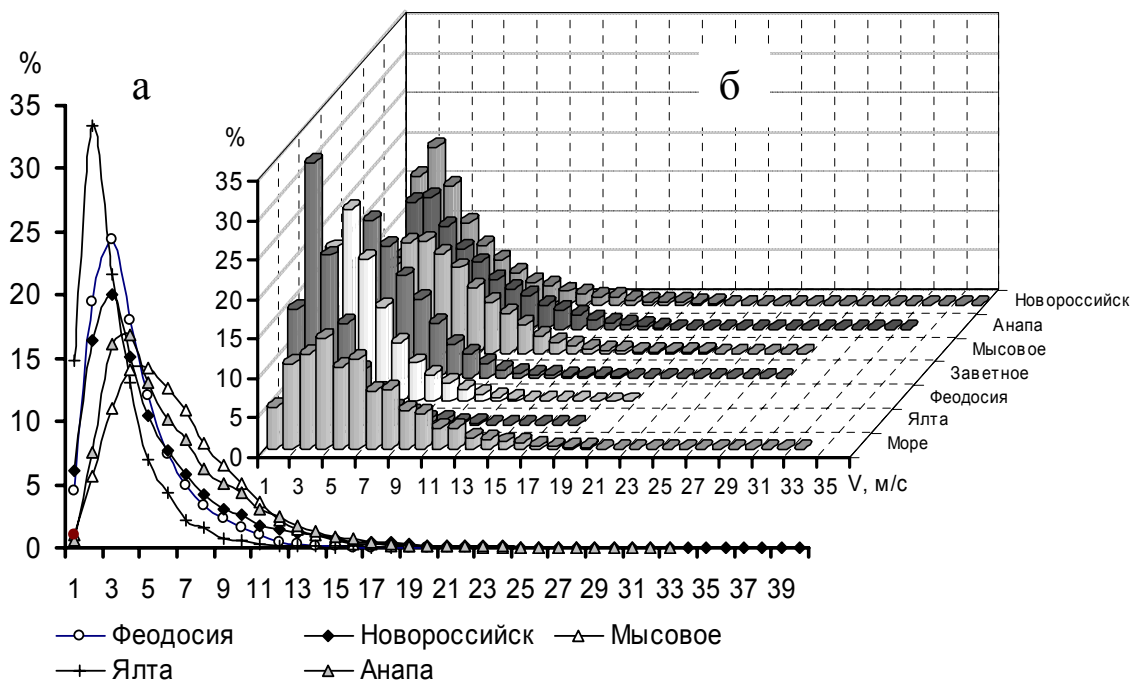 %
а
35
30
25
20
15
10
5
0
1 3 5 7 9 11 13 15 17 19 21 23 25 27 29 31 33 35 37 39
б
%
35
30
25
20
15
10
5
0
1 3 5 7 9 11 13 15 17 19 21 23 25 27 29 31 33 35 V, м/с
Новороссийск
Анапа
Мысовое
Заветное
Феодосия
Ялта
Море
Феодосия Новороссийск Мысовое
Ялта Анапа